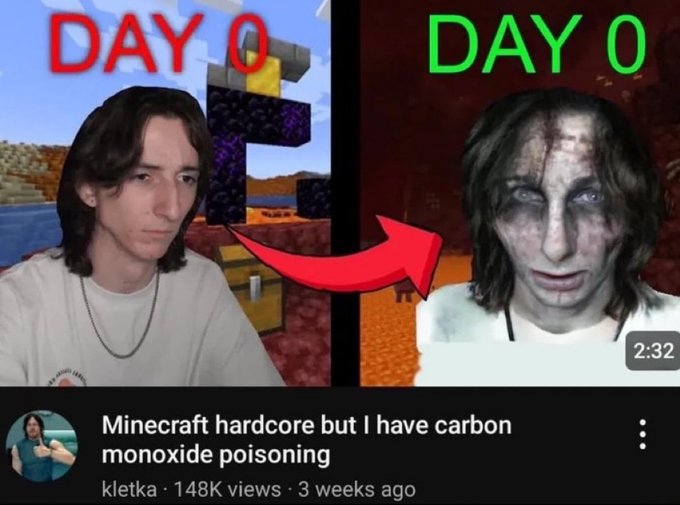 DAY 0
DAY 0
2:32
Minecraft hardcore but I have carbon
monoxide poisoning
kletka · 148K views · 3 weeks ago